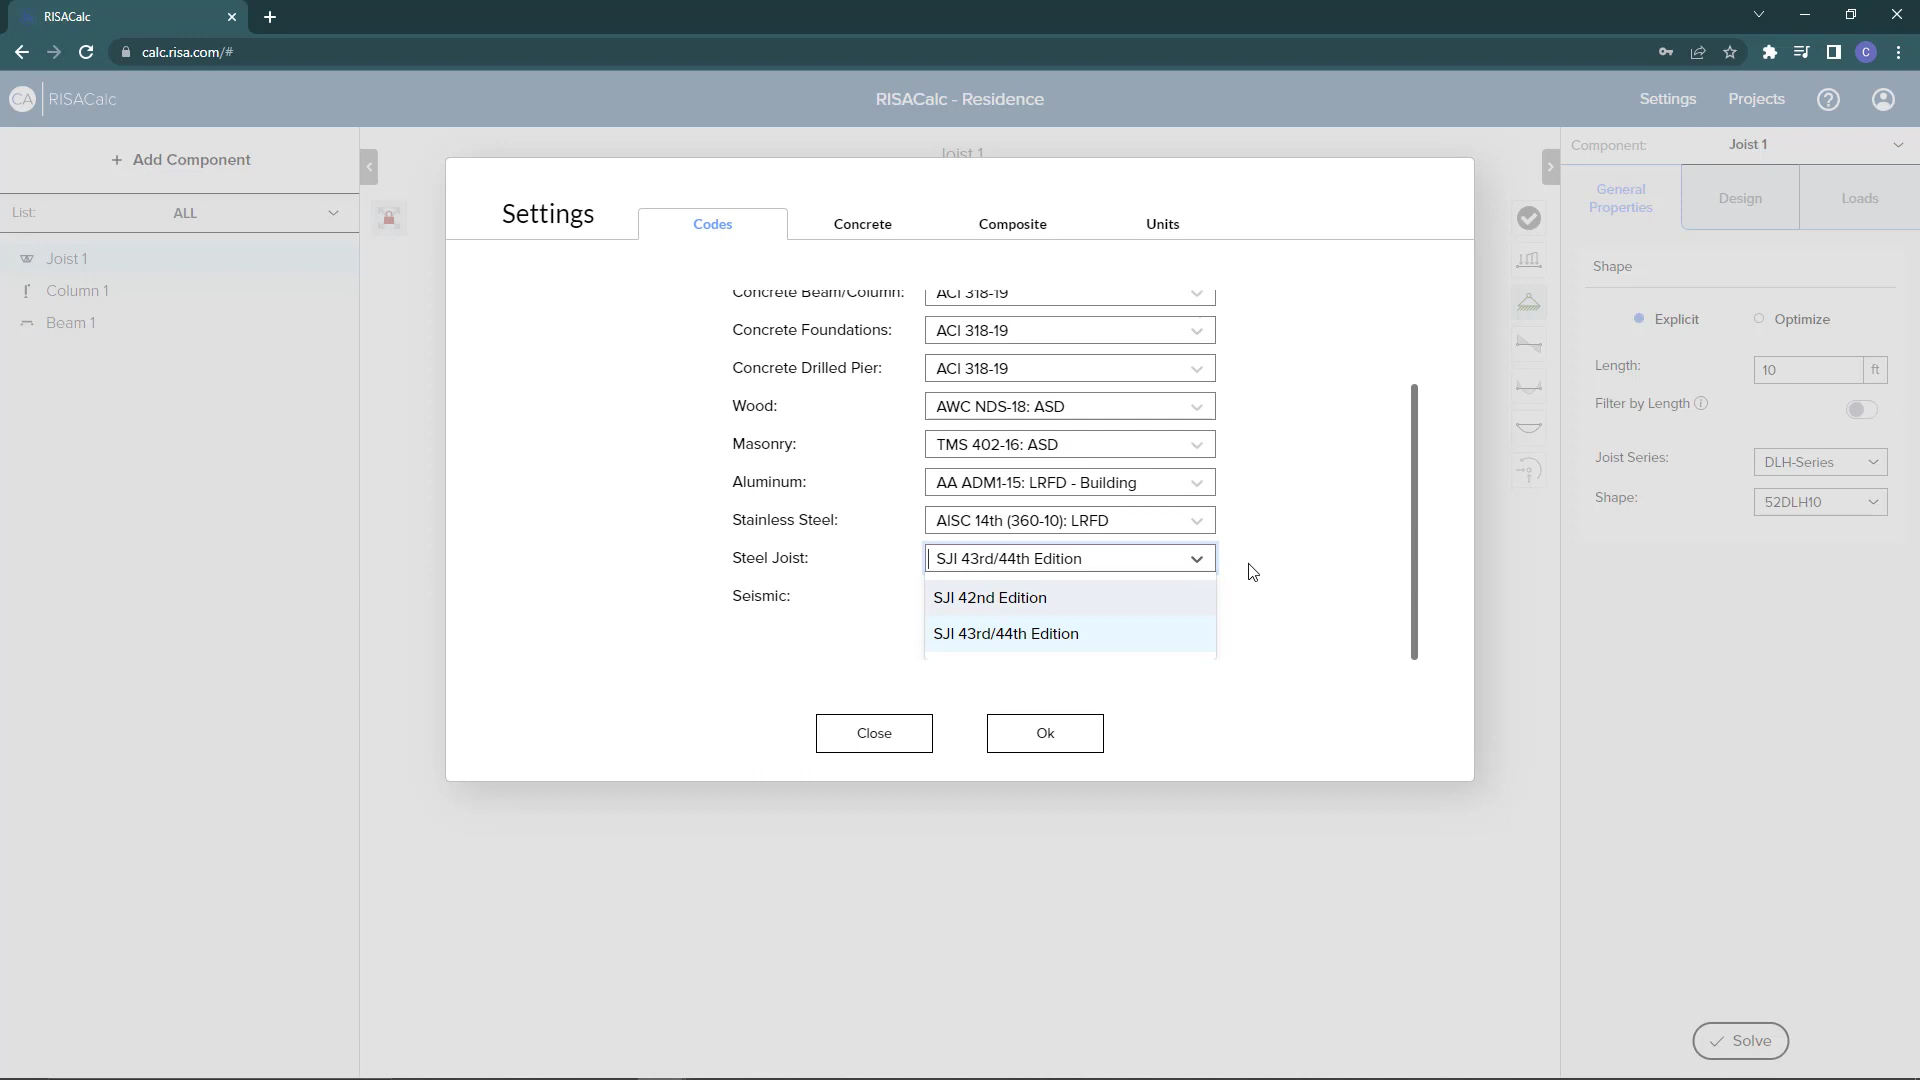 RISACalc
calc.risa.com/#
C
CA RISACalc
RISACalc - Residence
Settings
Projects
?
+ Add Component
List: ALL
Joist 1
Column 1
Beam 1
Joist 1
Settings
Codes
Concrete
Composite
Units
Concrete Beam/Column: ACI 318-19
Concrete Foundations: ACI 318-19
Concrete Drilled Pier: ACI 318-19
Wood: AWC NDS-18: ASD
Masonry: TMS 402-16: ASD
Aluminum: AA ADM1-15: LRFD - Building
Stainless Steel: AISC 14th (360-10): LRFD
Steel Joist: SJI 43rd/44th Edition
SJI 42nd Edition
Seismic:
SJI 43rd/44th Edition
Close
Ok
Component: Joist 1
General Properties
Design
Loads
Shape
Explicit
Optimize
Length: 10 ft
Filter by Length
Joist Series: DLH-Series
Shape: 52DLH10
Solve